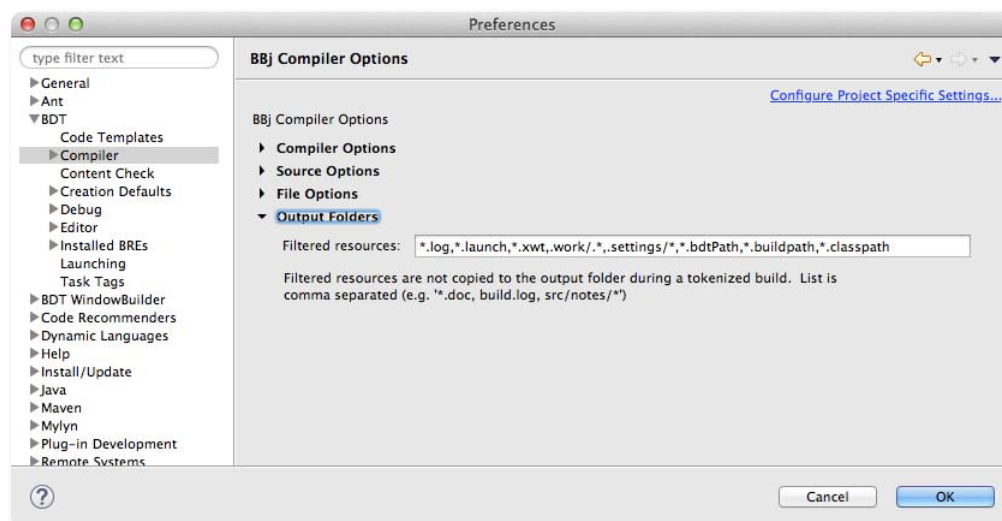 Preferences
type filter text
General
Ant
BDT
Code Templates
Compiler
Content Check
Creation Defaults
Debug
Editor
Installed BREs
Launching
Task Tags
BDT WindowBuilder
Code Recommenders
Dynamic Languages
Help
Install/Update
Java
Maven
Mylyn
Plug-in Development
Remote Systems
BBj Compiler Options
Configure Project Specific Settings...
BBj Compiler Options
Compiler Options
Source Options
File Options
Output Folders
Filtered resources: *.log,*.launch,*.xwt,.work/.*,.settings/*,*.bdtPath,*.buildpath,*.classpath
Filtered resources are not copied to the output folder during a tokenized build. List is
comma separated (e.g. '*.doc, build.log, src/notes/*')
?
Cancel
OK